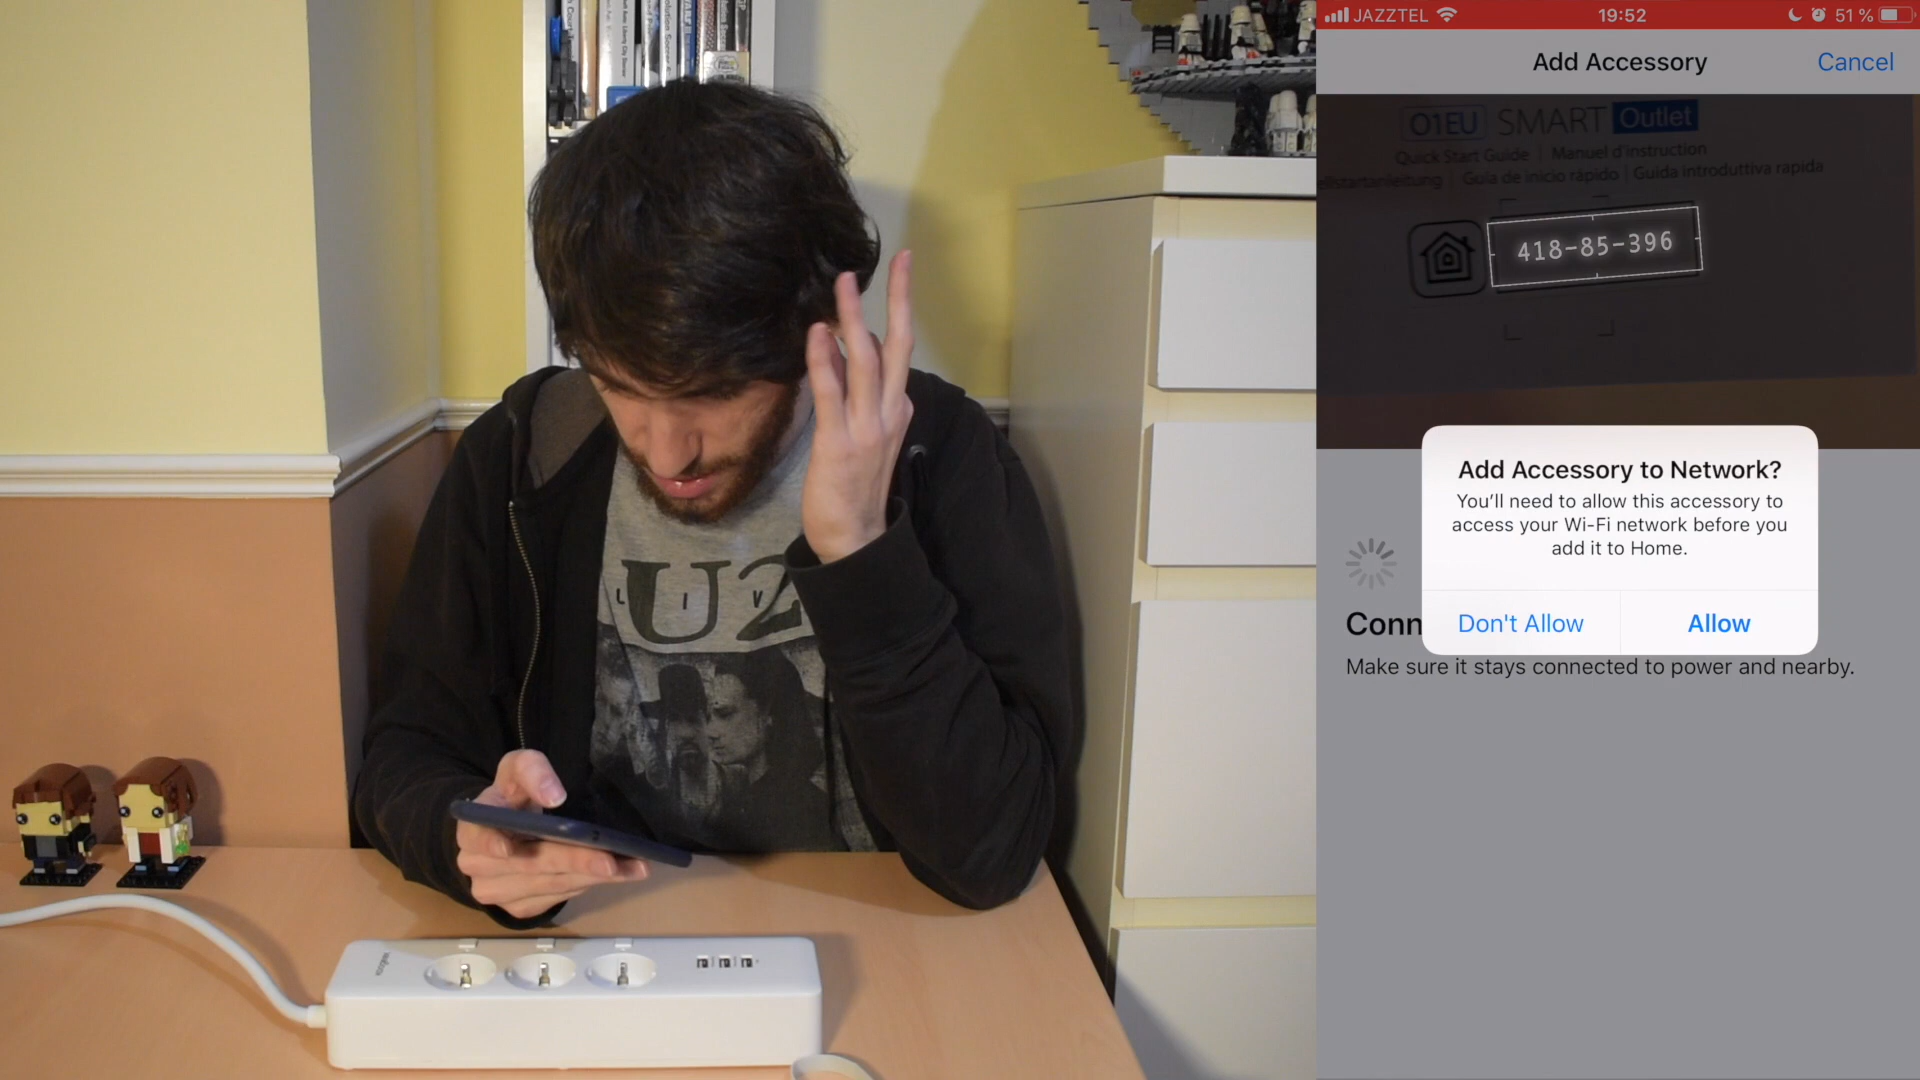 U2
L I V
koogeek
JAZZTEL
19:52
51 %
Add Accessory
Cancel
O1EU SMART Outlet
Quick Start Guide | Manuel d'instruction
ellstartanleitung | Guia de inicio rápido | Guida introduttiva rapida
418-85-396
Add Accessory to Network?
You'll need to allow this accessory to
access your Wi-Fi network before you
add it to Home.
Don't Allow
Allow
Conn
Make sure it stays connected to power and nearby.